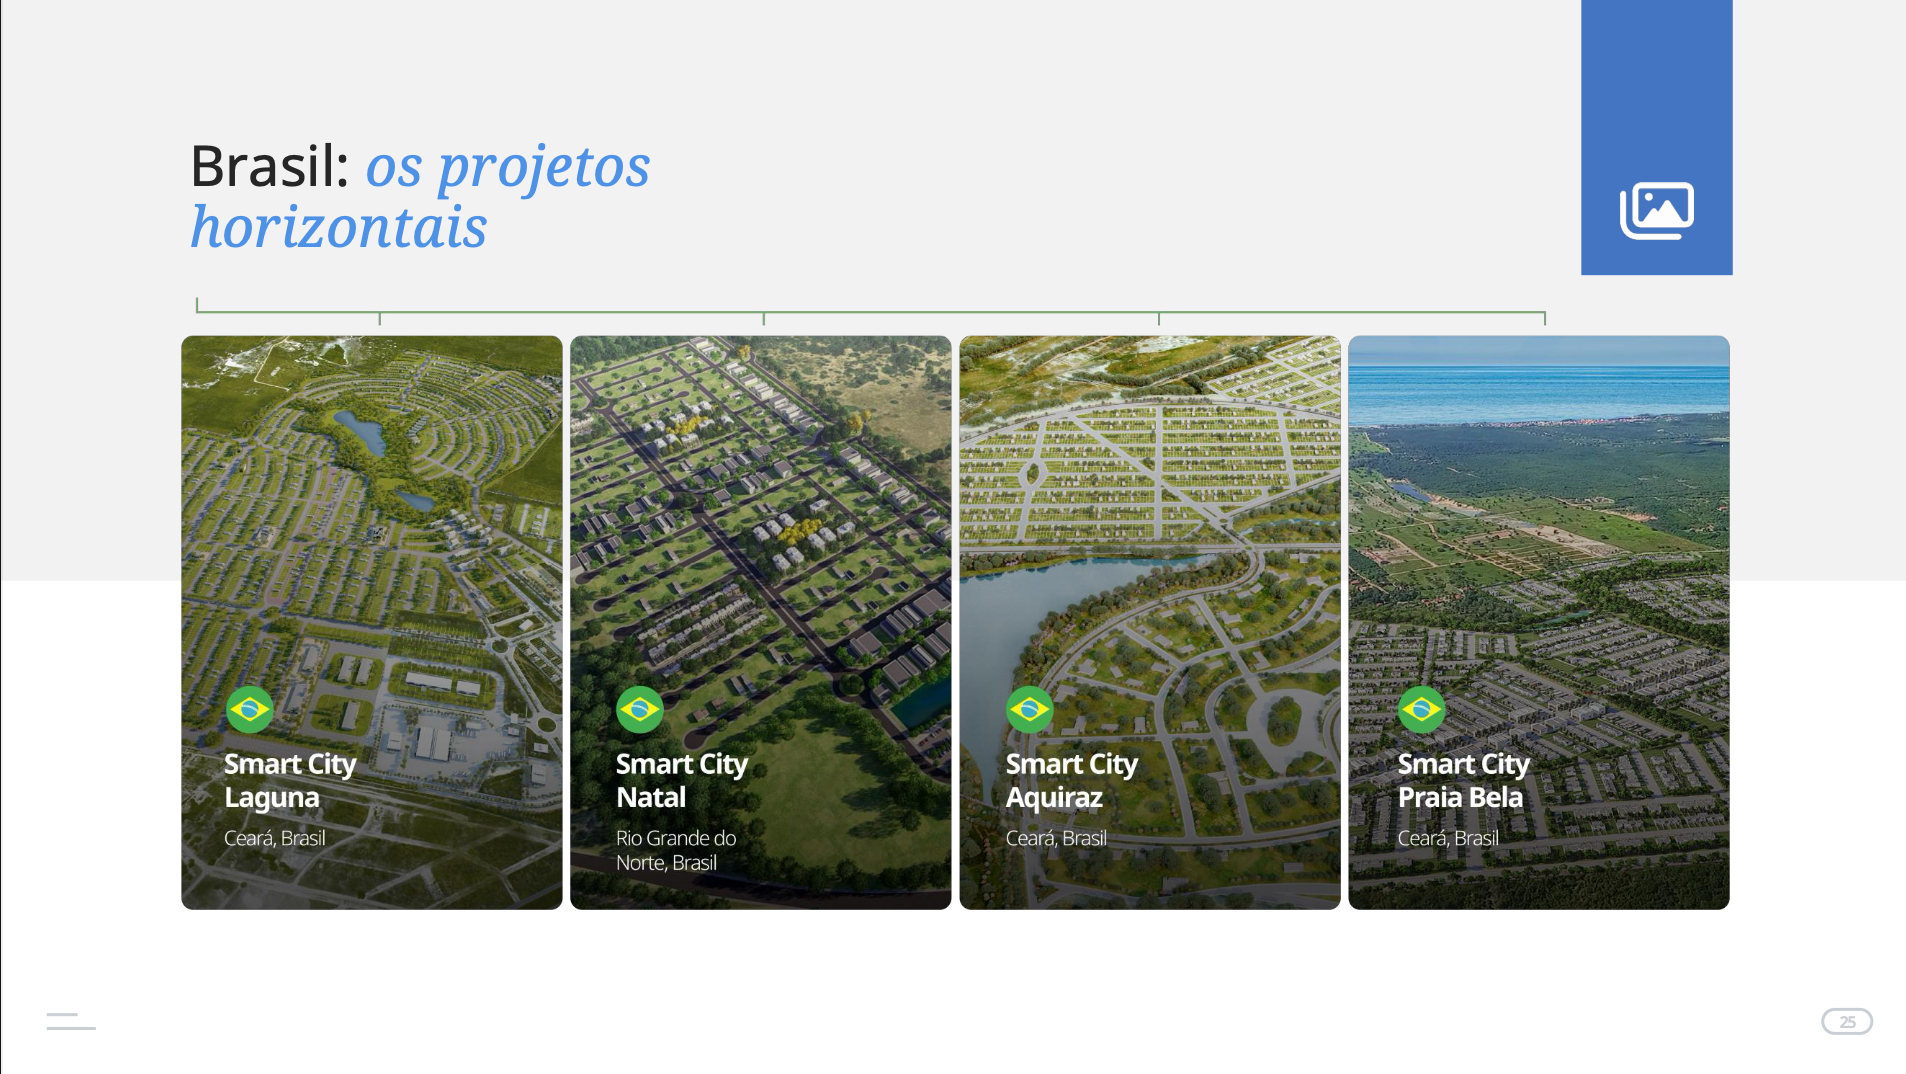 Brasil: os projetos
horizontais
Smart City
Laguna
Ceará, Brasil
Smart City
Natal
Rio Grande do
Norte, Brasil
Smart City
Aquiraz
Ceará, Brasil
Smart City
Praia Bela
Ceará, Brasil
25